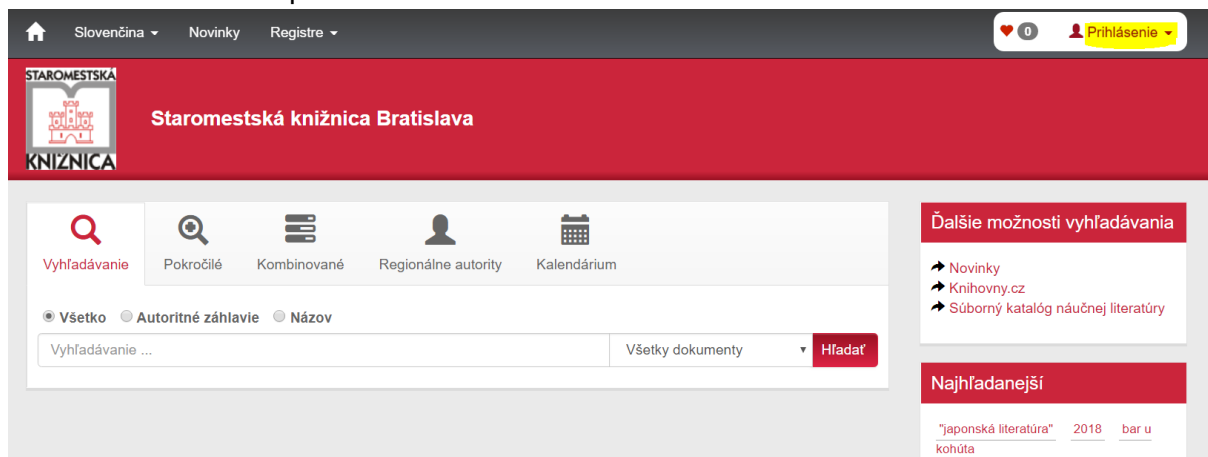 Slovenčina
Novinky
Registre
0
Prihlásenie
STAROMESTSKÁ
KNIŽNICA
Staromestská knižnica Bratislava
Vyhľadávanie
Pokročilé
Kombinované
Regionálne autority
Kalendárium
Všetko
Autoritné záhlavie
Názov
Vyhľadávanie ...
Všetky dokumenty
Hľadať
Ďalšie možnosti vyhľadávania
Novinky
Knihovny.cz
Súborný katalóg náučnej literatúry
Najhľadanejší
"japonská literatúra" 2018 bar u
kohúta